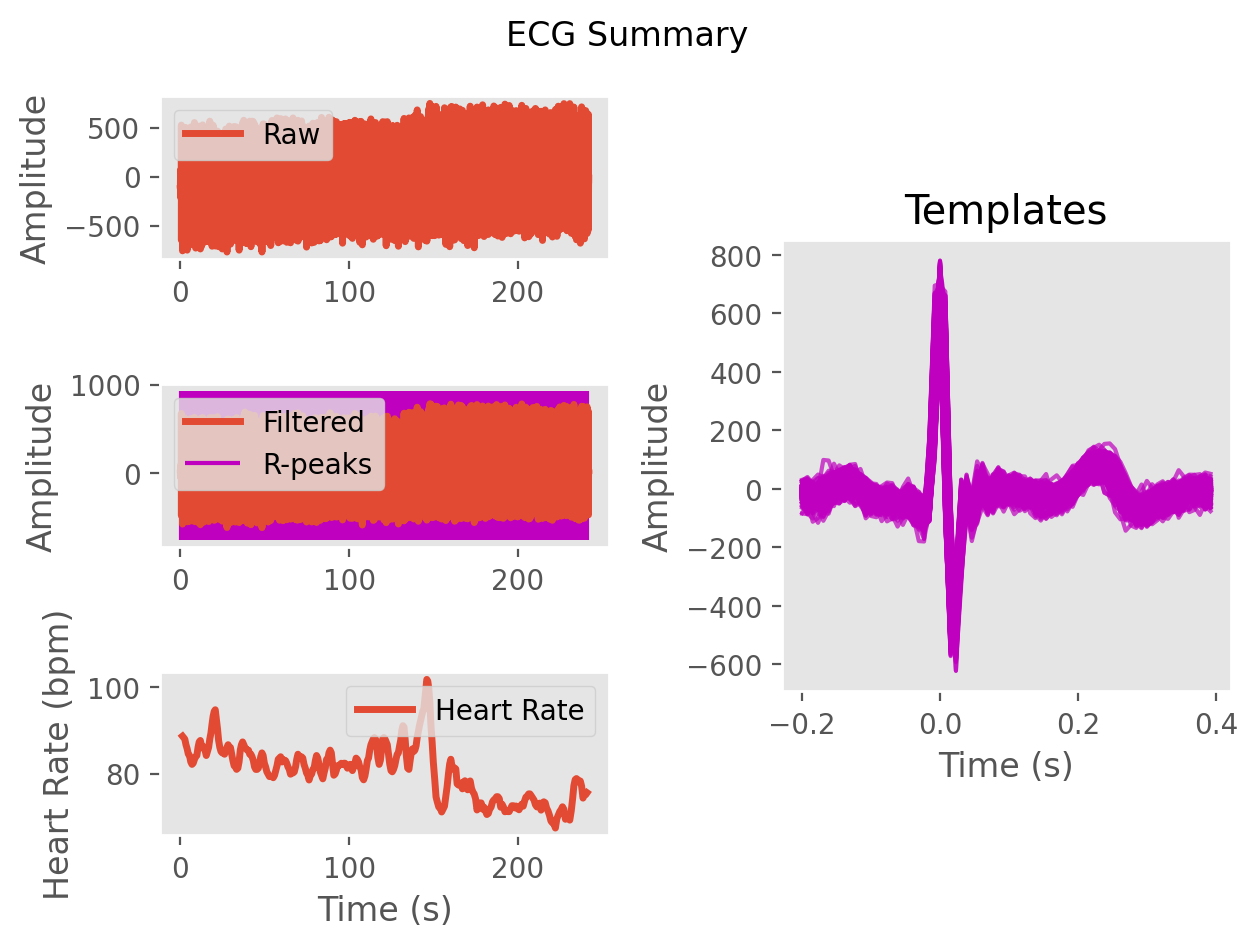 ECG Summary
Amplitude
500
0
−500
Raw
0 100 200
Amplitude
1000
0
Filtered
R-peaks
0 100 200
Heart Rate (bpm)
100
80
Heart Rate
0 100 200
Time (s)
Templates
Amplitude
800
600
400
200
0
−200
−400
−600
−0.2 0.0 0.2 0.4
Time (s)